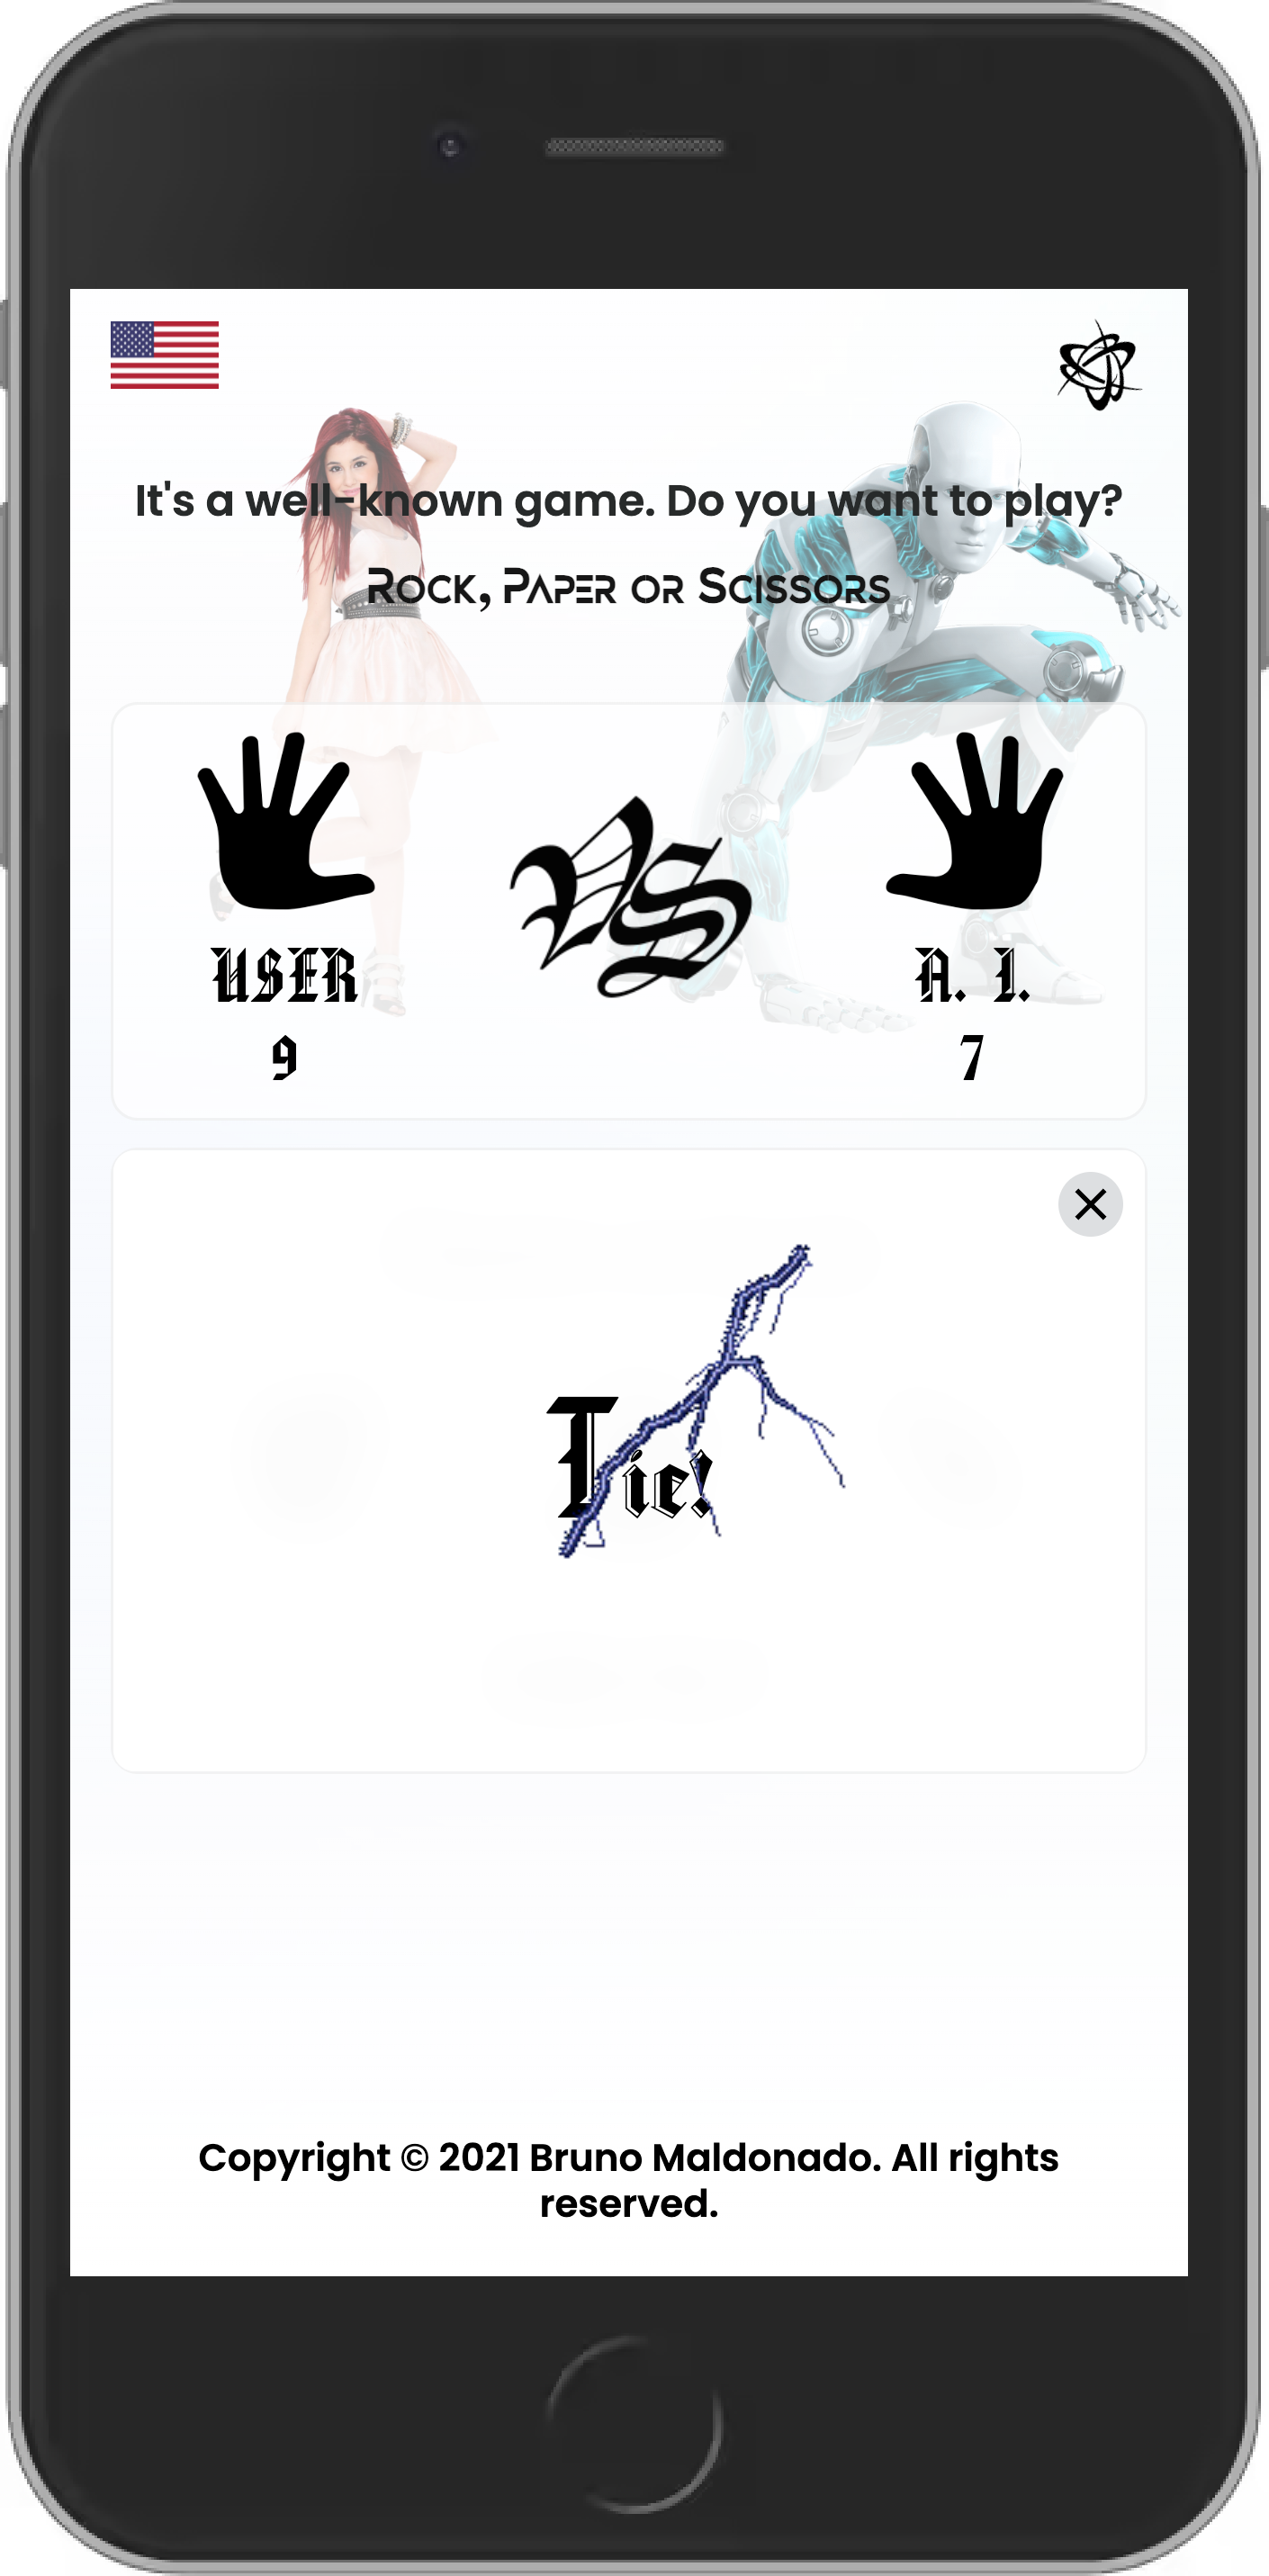 It's a well-known game. Do you want to play?
Rock, Paper or Scissors
VS
USER
A. I.
9
7
Tie!
Copyright © 2021 Bruno Maldonado. All rights
reserved.